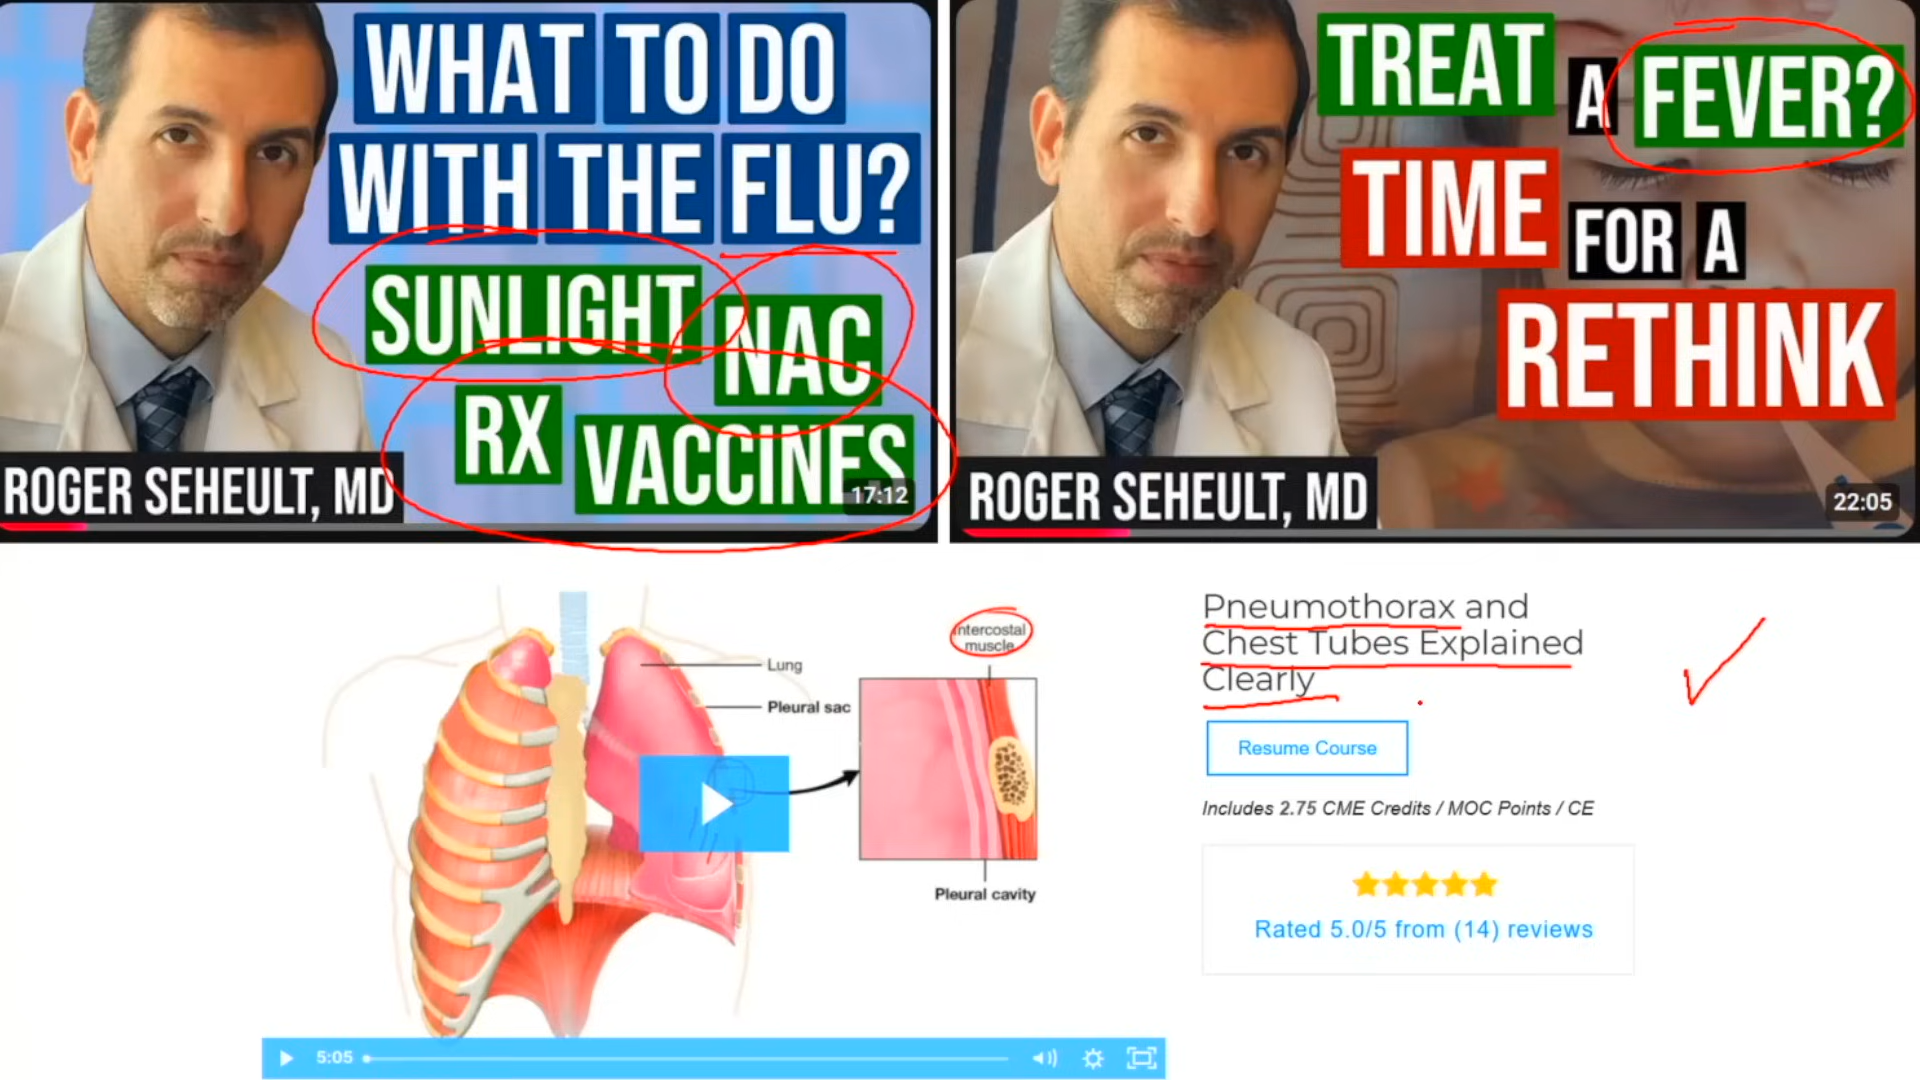 WHAT TO DO
WITH THE FLU?
SUNLIGHT
NAC
RX
VACCINES
17:12
ROGER SEHEULT, MD
TREAT A FEVER?
TIME FOR A
RETHINK
ROGER SEHEULT, MD
22:05
Intercostal
muscle
Lung
Pleural sac
Pleural cavity
5:05
Pneumothorax and
Chest Tubes Explained
Clearly
Resume Course
Includes 2.75 CME Credits / MOC Points / CE
Rated 5.0/5 from (14) reviews